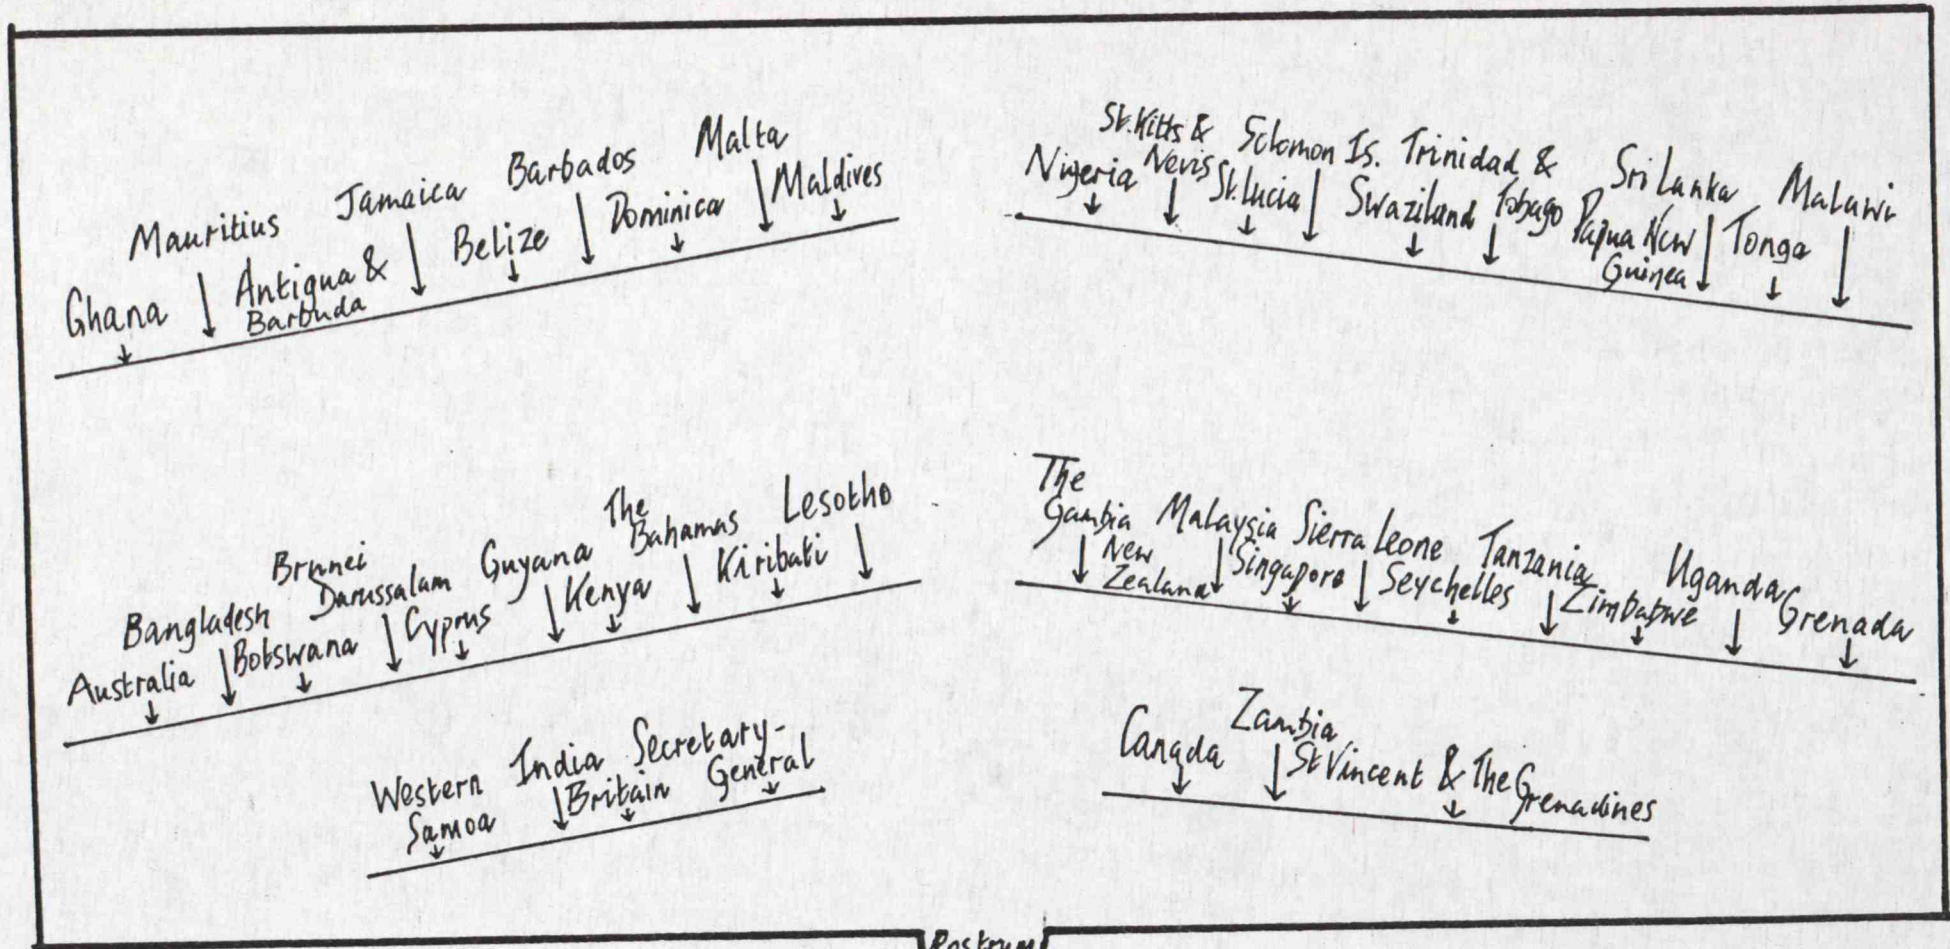 Ghana
Mauritius
Antigua &
Barbuda
Jamaica
Belize
Barbados
Dominica
Malta
Maldives
Nigeria
St. Kitts &
Nevis
St. Lucia
Solomon Is.
Swaziland
Trinidad &
Tobago
Papua New
Guinea
Sri Lanka
Tonga
Malawi
Australia
Bangladesh
Botswana
Brunei
Darussalam
Cyprus
Guyana
Kenya
The
Bahamas
Kiribati
Lesotho
The
Gambia
New
Zealand
Malaysia
Singapore
Sierra Leone
Seychelles
Tanzania
Zimbabwe
Uganda
Grenada
Western
Samoa
India
Britain
Secretary-
General
Canada
Zambia
St Vincent & The Grenadines
Rostrum